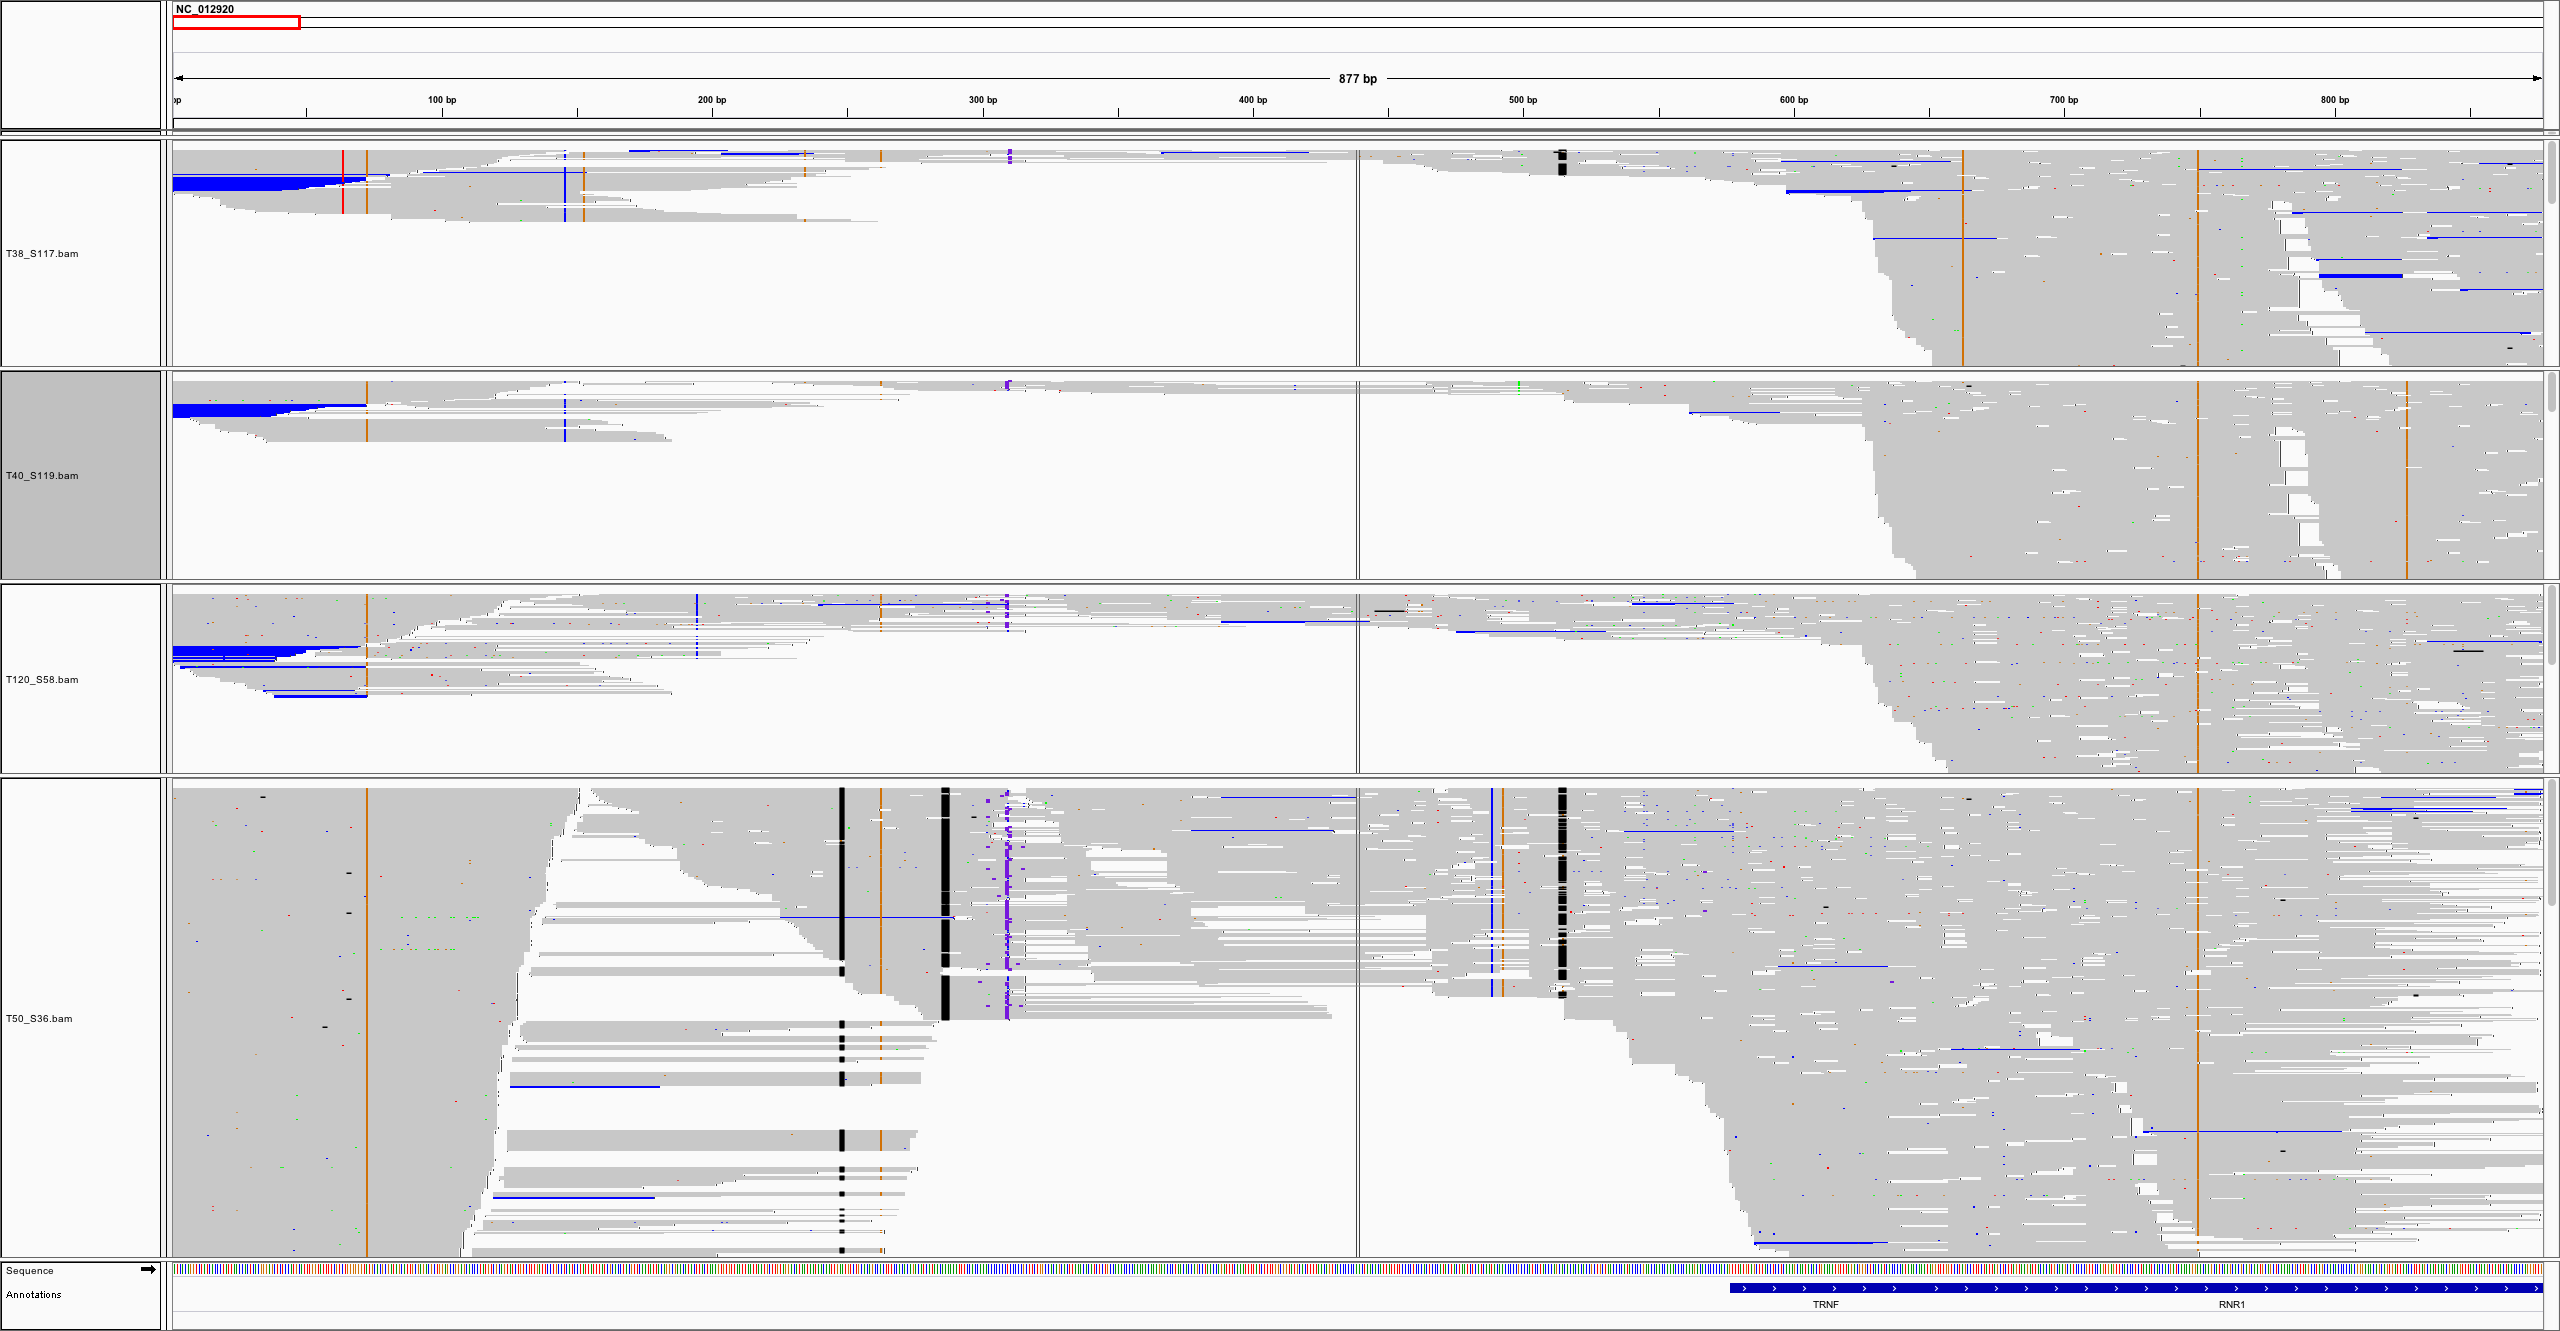 NC_012920
877 bp
bp 100 bp 200 bp 300 bp 400 bp 500 bp 600 bp 700 bp 800 bp
T38_S117.bam
T40_S119.bam
T120_S58.bam
T50_S36.bam
Sequence
Annotations
TRNF RNR1